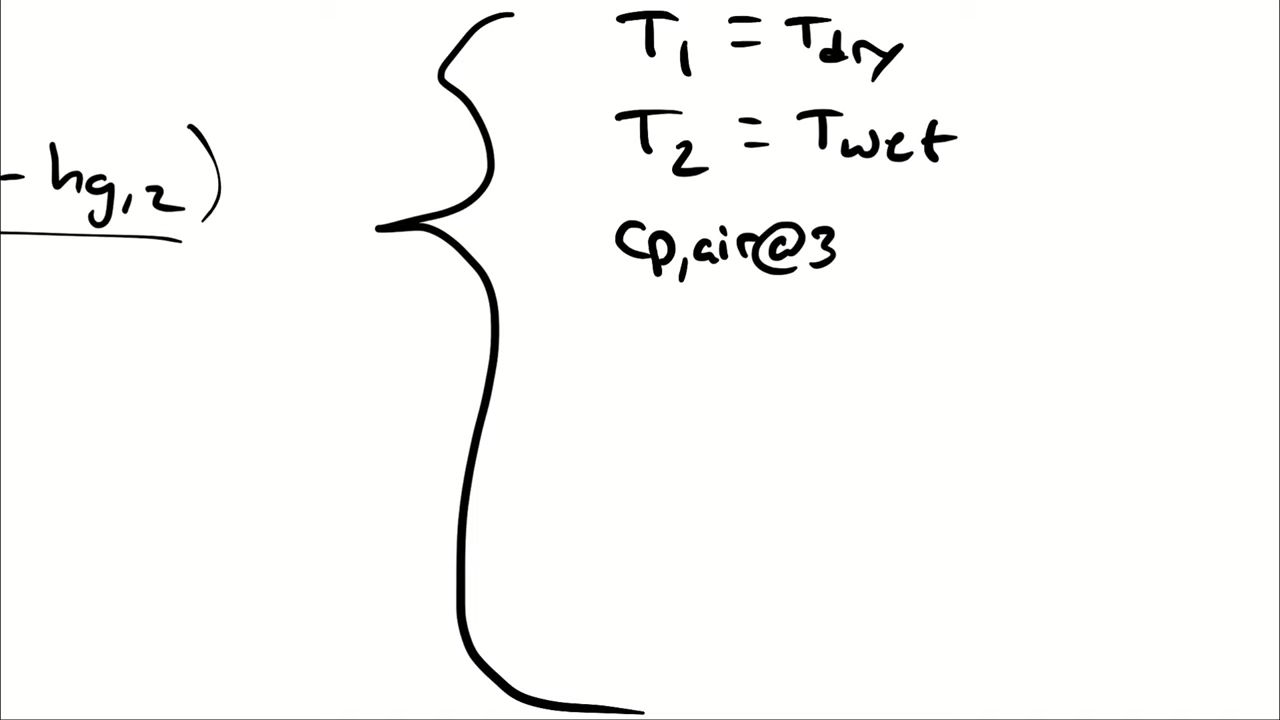 T₁ = Tdry
T₂ = Twet
- hg,2)
Cp,air@3